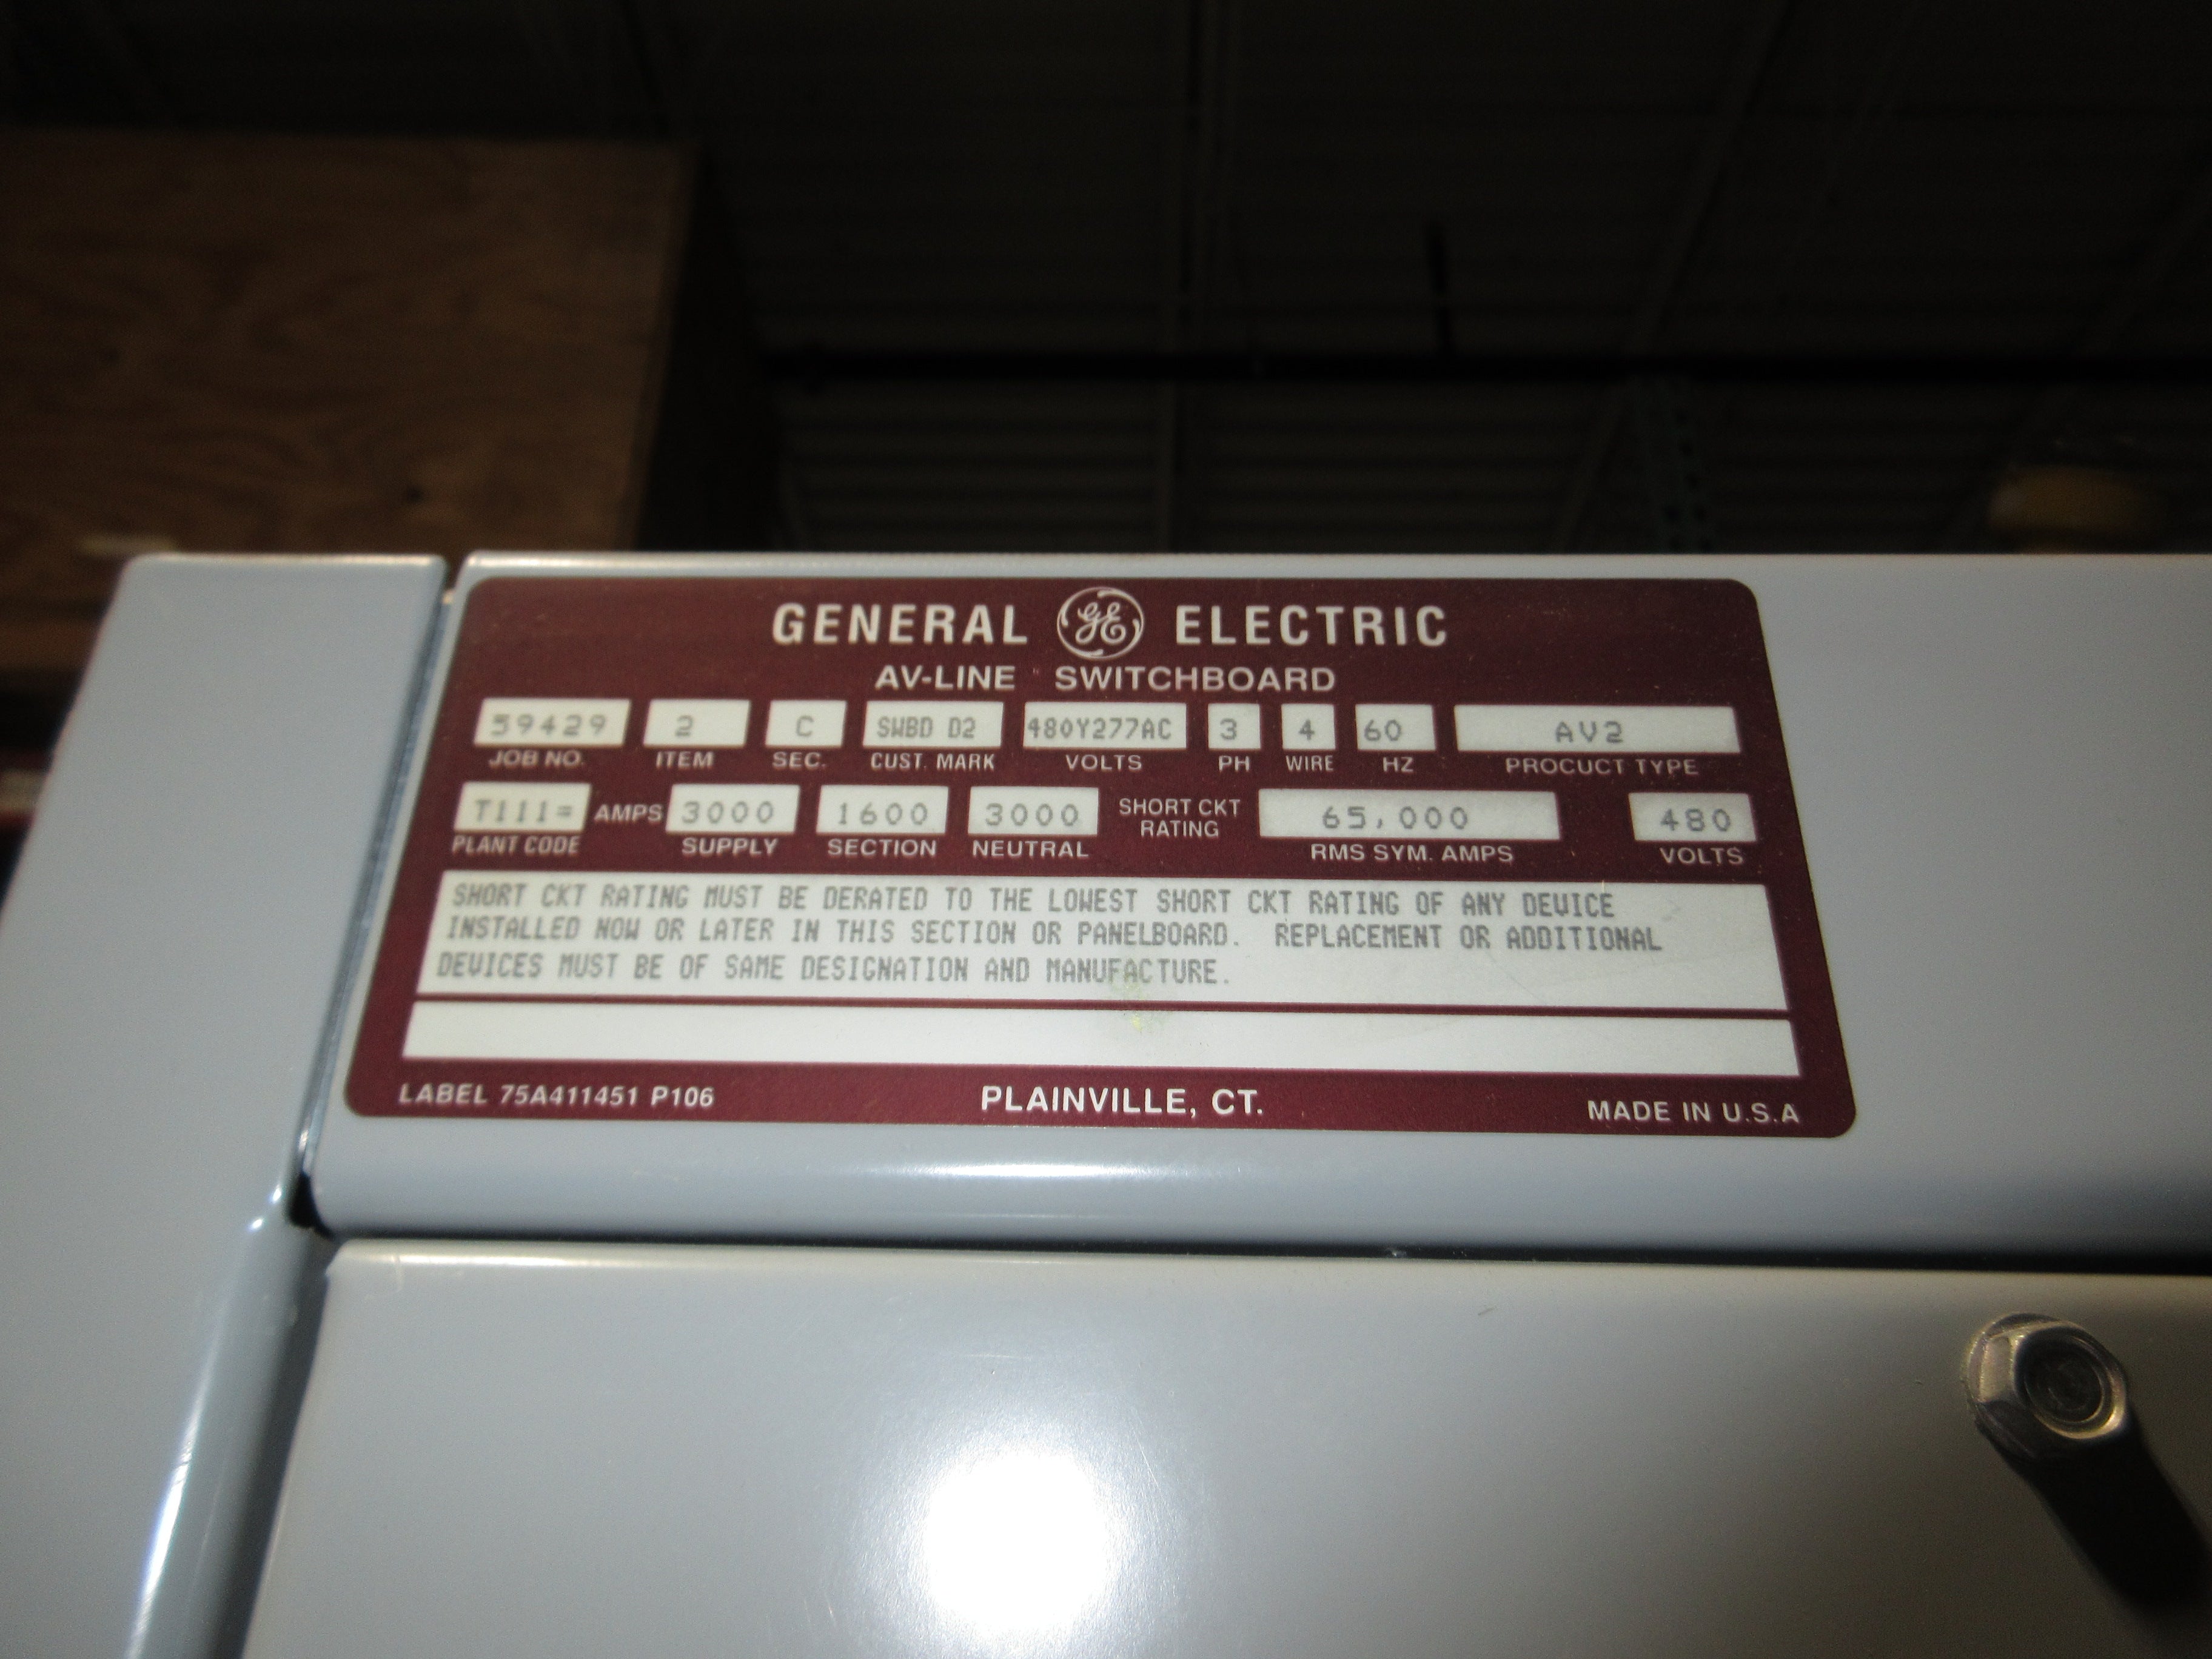 GENERAL GE ELECTRIC
AV-LINE SWITCHBOARD
59429 2 C SWBD D2 480Y277AC 3 4 60 AV2
JOB NO. ITEM SEC. CUST. MARK VOLTS PH WIRE HZ PROCUCT TYPE
T111= AMPS 3000 1600 3000 SHORT CKT RATING 65,000 480
PLANT CODE SUPPLY SECTION NEUTRAL RMS SYM. AMPS VOLTS
SHORT CKT RATING MUST BE DERATED TO THE LOWEST SHORT CKT RATING OF ANY DEVICE
INSTALLED NOW OR LATER IN THIS SECTION OR PANELBOARD. REPLACEMENT OR ADDITIONAL
DEVICES MUST BE OF SAME DESIGNATION AND MANUFACTURE.
LABEL 75A411451 P106 PLAINVILLE, CT. MADE IN U.S.A